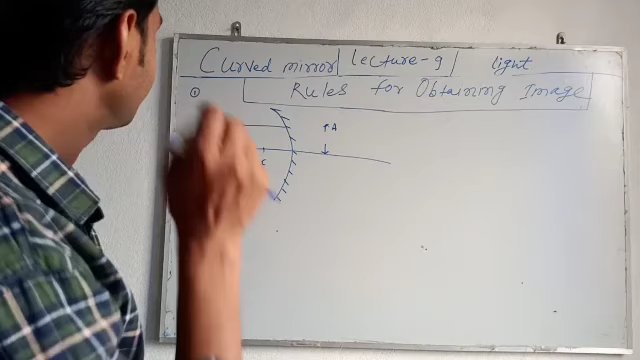 Curved mirror lecture-9 light
① Rules for Obtaining Image
A